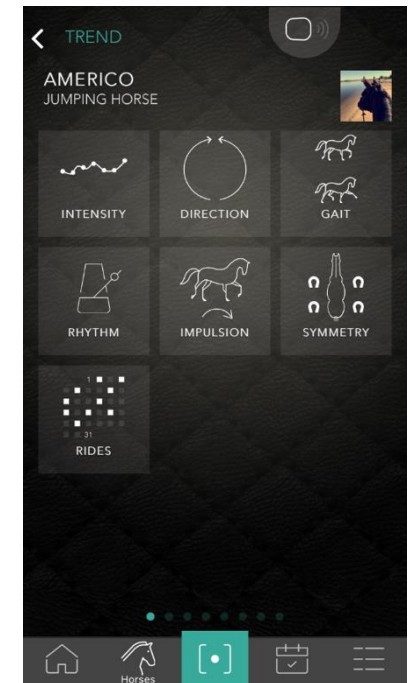 TREND
AMERICO
JUMPING HORSE
INTENSITY
DIRECTION
GAIT
RHYTHM
IMPULSION
SYMMETRY
1
31
RIDES
Horses